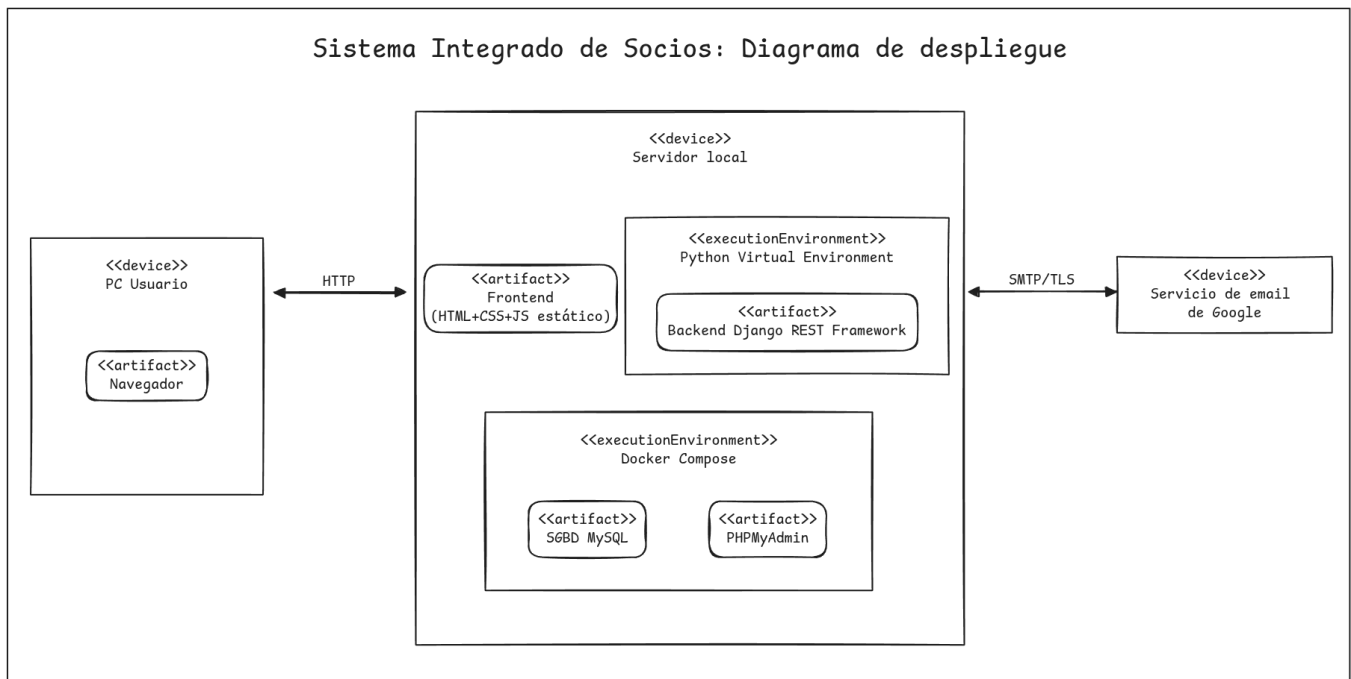 Sistema Integrado de Socios: Diagrama de despliegue
<<device>>
PC Usuario
<<artifact>>
Navegador
HTTP
<<device>>
Servidor local
<<artifact>>
Frontend
(HTML+CSS+JS estático)
<<executionEnvironment>>
Python Virtual Environment
<<artifact>>
Backend Django REST Framework
<<executionEnvironment>>
Docker Compose
<<artifact>>
SGBD MySQL
<<artifact>>
PHPMyAdmin
SMTP/TLS
<<device>>
Servicio de email
de Google